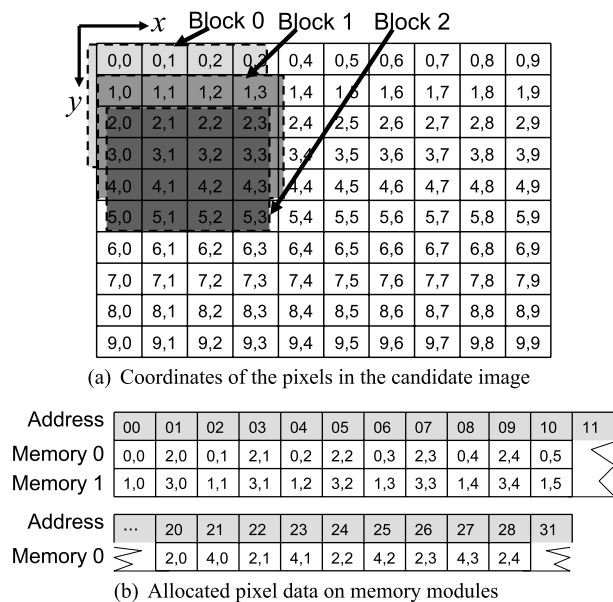 x Block 0 Block 1 Block 2
y
0,0 0,1 0,2 0,3 0,4 0,5 0,6 0,7 0,8 0,9
1,0 1,1 1,2 1,3 1,4 1,5 1,6 1,7 1,8 1,9
2,0 2,1 2,2 2,3 2,4 2,5 2,6 2,7 2,8 2,9
3,0 3,1 3,2 3,3 3,4 3,5 3,6 3,7 3,8 3,9
4,0 4,1 4,2 4,3 4,4 4,5 4,6 4,7 4,8 4,9
5,0 5,1 5,2 5,3 5,4 5,5 5,6 5,7 5,8 5,9
6,0 6,1 6,2 6,3 6,4 6,5 6,6 6,7 6,8 6,9
7,0 7,1 7,2 7,3 7,4 7,5 7,6 7,7 7,8 7,9
8,0 8,1 8,2 8,3 8,4 8,5 8,6 8,7 8,8 8,9
9,0 9,1 9,2 9,3 9,4 9,5 9,6 9,7 9,8 9,9
(a) Coordinates of the pixels in the candidate image
Address 00 01 02 03 04 05 06 07 08 09 10 11
Memory 0 0,0 2,0 0,1 2,1 0,2 2,2 0,3 2,3 0,4 2,4 0,5
Memory 1 1,0 3,0 1,1 3,1 1,2 3,2 1,3 3,3 1,4 3,4 1,5
Address ... 20 21 22 23 24 25 26 27 28 31
Memory 0 2,0 4,0 2,1 4,1 2,2 4,2 2,3 4,3 2,4
(b) Allocated pixel data on memory modules